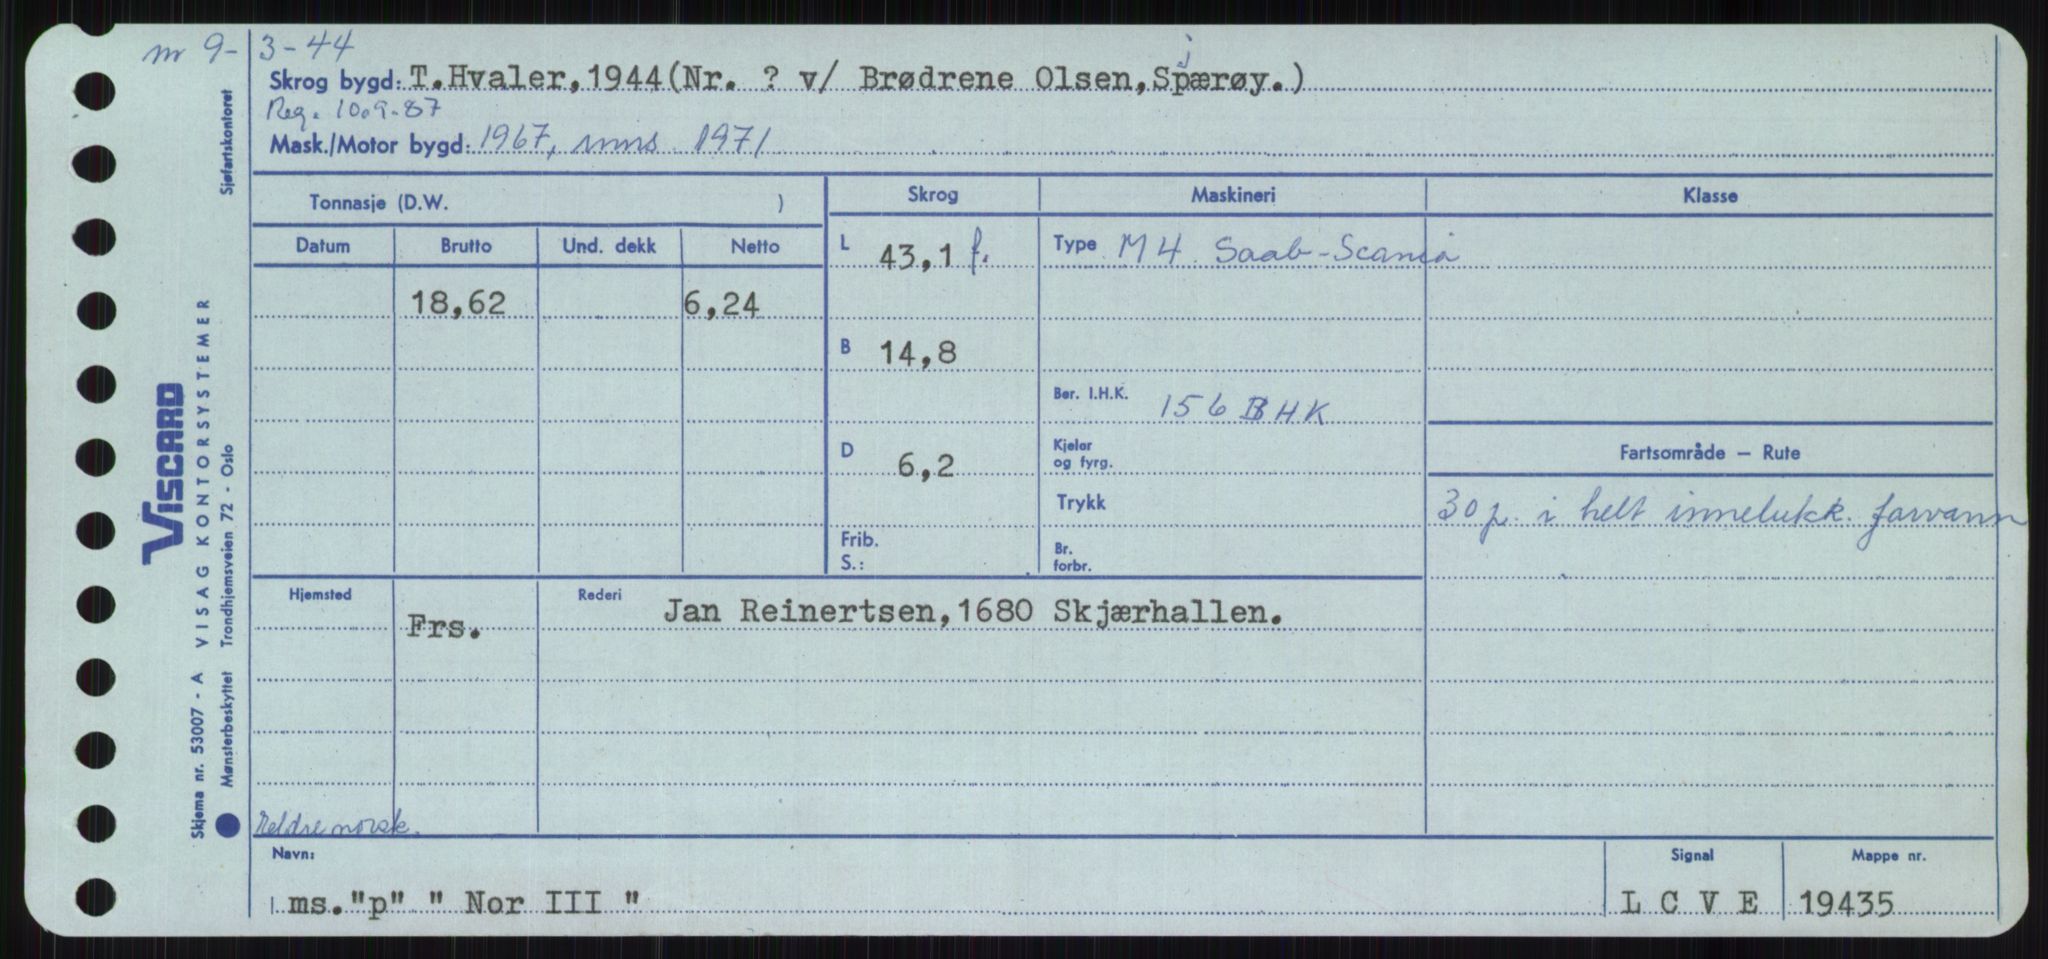 m 9-3-44
Skrog bygd: T.Hvaler,1944(Nr. ? v/ Brødrene Olsen,Spjærøy.)
Reg. 10.9-87
Mask./Motor bygd: 1967, inns 1971
Tonnasje (D.W. ) Skrog Maskineri Klasse
Datum Brutto Und. dekk Netto
L 43,1 f. Type M4 Saab-Scania
18,62 6,24
B 14,8
Ber. I.H.K. 156 BHK
D 6,2 Kjeler og fyrg. Fartsområde – Rute
Trykk 30 p. i helt innelukk. farvann
Frib. S.: Br. forbr.
Hjemsted Frs. Rederi Jan Reinertsen,1680 Skjærhallen.
Meldre norsk.
Navn: Signal Mappe nr.
ms."p" " Nor III " L C V E 19435
Sjøfartskontoret
VISCARD
VISAG KONTORSYSTEMER
Trondhjemsveien 72 - Oslo
Skjema nr. 53007 - A
Mønsterbeskyttet